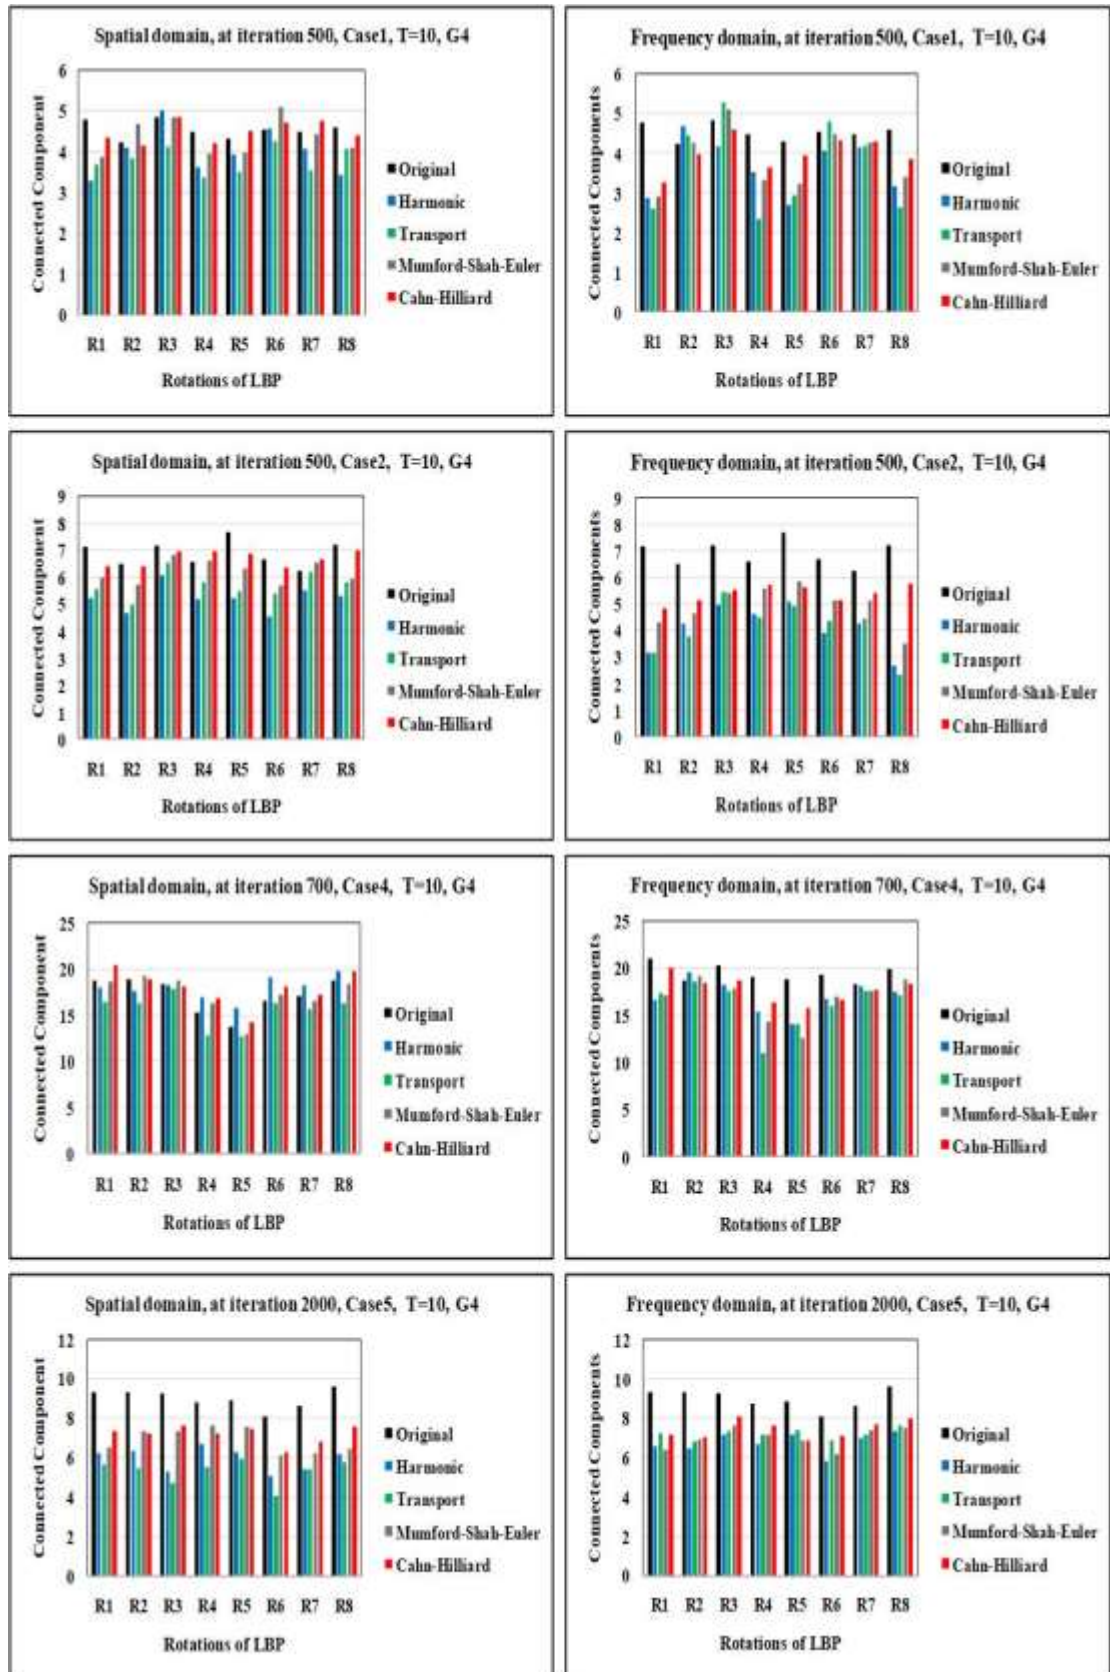 Spatial domain, at iteration 500, Case1, T=10, G4
Connected Component
6
5
4
3
2
1
0
R1 R2 R3 R4 R5 R6 R7 R8
Rotations of LBP
Original
Harmonic
Transport
Mumford-Shah-Euler
Cahn-Hilliard
Frequency domain, at iteration 500, Case1, T=10, G4
Connected Components
6
5
4
3
2
1
0
R1 R2 R3 R4 R5 R6 R7 R8
Rotations of LBP
Original
Harmonic
Transport
Mumford-Shah-Euler
Cahn-Hilliard
Spatial domain, at iteration 500, Case2, T=10, G4
Connected Component
9
8
7
6
5
4
3
2
1
0
R1 R2 R3 R4 R5 R6 R7 R8
Rotations of LBP
Original
Harmonic
Transport
Mumford-Shah-Euler
Cahn-Hilliard
Frequency domain, at iteration 500, Case2, T=10, G4
Connected Components
9
8
7
6
5
4
3
2
1
0
R1 R2 R3 R4 R5 R6 R7 R8
Rotations of LBP
Original
Harmonic
Transport
Mumford-Shah-Euler
Cahn-Hilliard
Spatial domain, at iteration 700, Case4, T=10, G4
Connected Component
25
20
15
10
5
0
R1 R2 R3 R4 R5 R6 R7 R8
Rotations of LBP
Original
Harmonic
Transport
Mumford-Shah-Euler
Cahn-Hilliard
Frequency domain, at iteration 700, Case4, T=10, G4
Connected Components
25
20
15
10
5
0
R1 R2 R3 R4 R5 R6 R7 R8
Rotations of LBP
Original
Harmonic
Transport
Mumford-Shah-Euler
Cahn-Hilliard
Spatial domain, at iteration 2000, Case5, T=10, G4
Connected Component
12
10
8
6
4
2
0
R1 R2 R3 R4 R5 R6 R7 R8
Rotations of LBP
Original
Harmonic
Transport
Mumford-Shah-Euler
Cahn-Hilliard
Frequency domain, at iteration 2000, Case5, T=10, G4
Connected Components
12
10
8
6
4
2
0
R1 R2 R3 R4 R5 R6 R7 R8
Rotations of LBP
Original
Harmonic
Transport
Mumford-Shah-Euler
Cahn-Hilliard